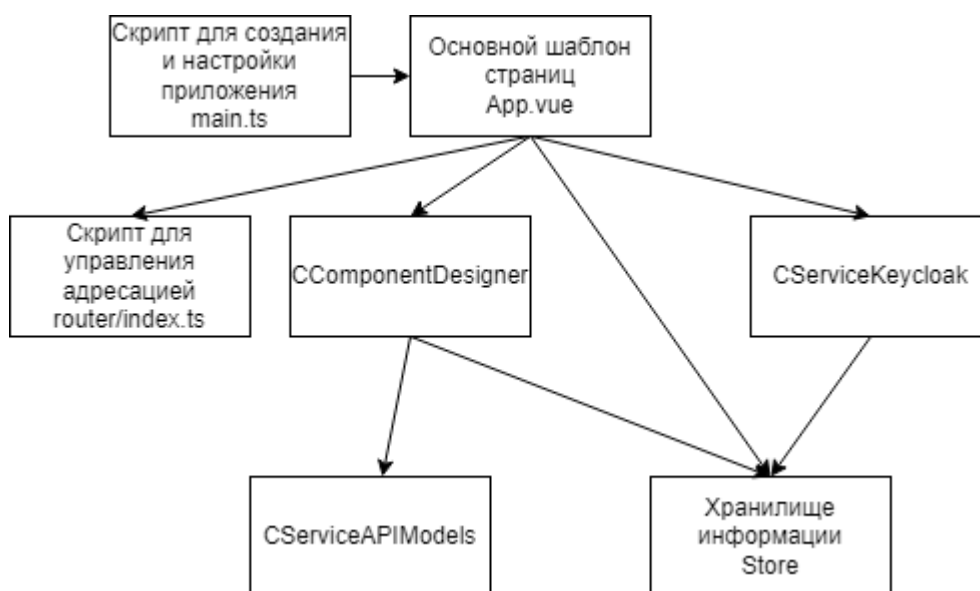 Скрипт для создания
и настройки
приложения
main.ts
Основной шаблон
страниц
App.vue
Скрипт для
управления
адресацией
router/index.ts
CComponentDesigner
CServiceKeycloak
CServiceAPIModels
Хранилище
информации
Store